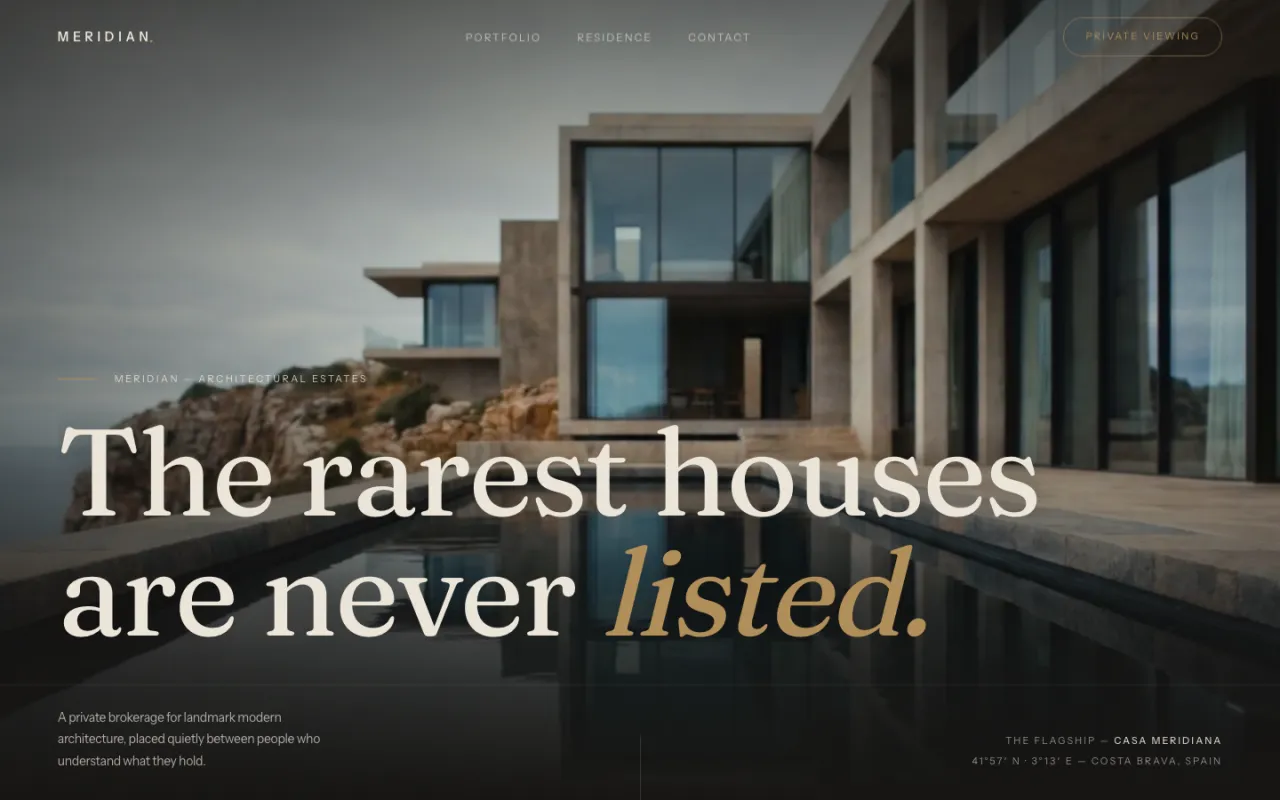 MERIDIAN.
PORTFOLIO RESIDENCE CONTACT
PRIVATE VIEWING
MERIDIAN — ARCHITECTURAL ESTATES
The rarest houses
are never listed.
A private brokerage for landmark modern
architecture, placed quietly between people who
understand what they hold.
THE FLAGSHIP — CASA MERIDIANA
41°57' N · 3°13' E — COSTA BRAVA, SPAIN